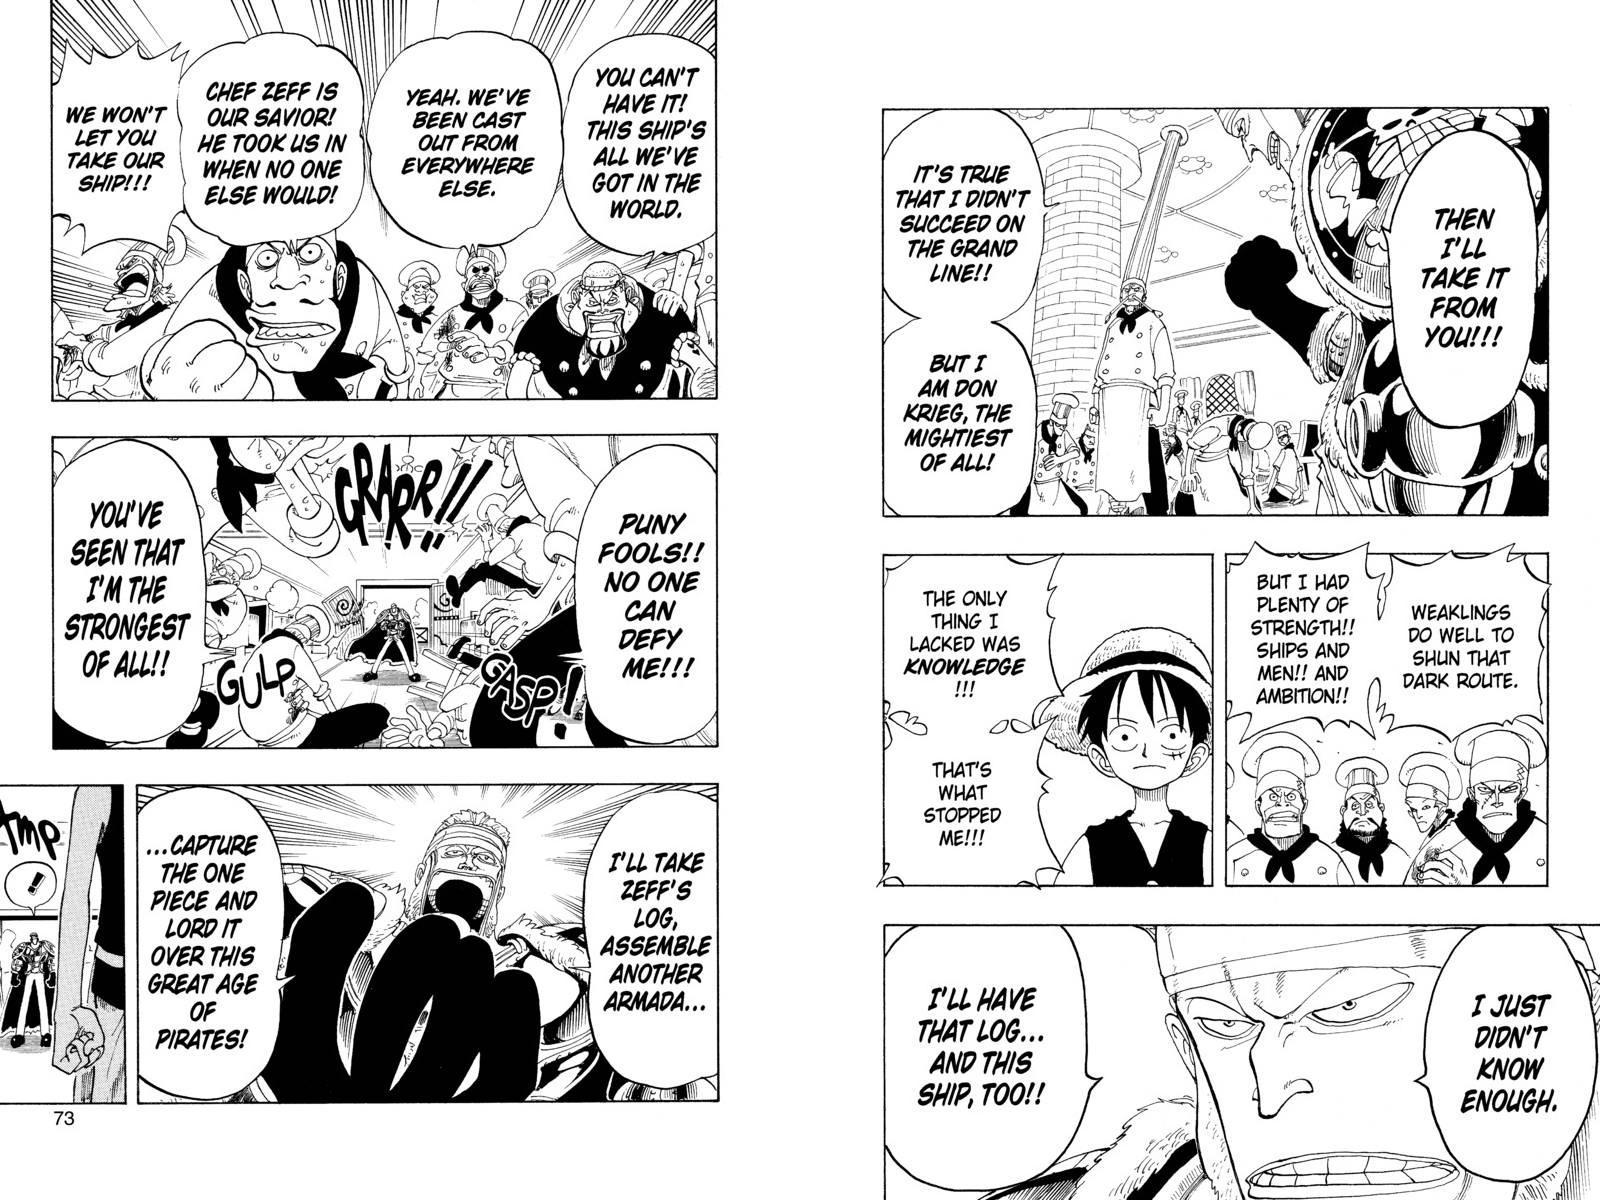 THEN
I'LL
TAKE IT
FROM
YOU!!!
IT'S TRUE
THAT I DIDN'T
SUCCEED ON
THE GRAND
LINE!!
BUT I
AM DON
KRIEG, THE
MIGHTIEST
OF ALL!
WEAKLINGS
DO WELL TO
SHUN THAT
DARK ROUTE.
BUT I HAD
PLENTY OF
STRENGTH!!
SHIPS AND
MEN!! AND
AMBITION!!
THE ONLY
THING I
LACKED WAS
KNOWLEDGE
!!!
THAT'S
WHAT
STOPPED
ME!!!
I JUST
DIDN'T
KNOW
ENOUGH.
I'LL HAVE
THAT LOG...
AND THIS
SHIP, TOO!!
YOU CAN'T
HAVE IT!
THIS SHIP'S
ALL WE'VE
GOT IN THE
WORLD.
YEAH. WE'VE
BEEN CAST
OUT FROM
EVERYWHERE
ELSE.
CHEF ZEFF IS
OUR SAVIOR!
HE TOOK US IN
WHEN NO ONE
ELSE WOULD!
WE WON'T
LET YOU
TAKE OUR
SHIP!!!
PUNY
FOOLS!!
NO ONE
CAN
DEFY
ME!!!
GRARR!!
!!
GASP!
GULP
YOU'VE
SEEN THAT
I'M THE
STRONGEST
OF ALL!!
I'LL TAKE
ZEFF'S
LOG,
ASSEMBLE
ANOTHER
ARMADA...
...CAPTURE
THE ONE
PIECE AND
LORD IT
OVER THIS
GREAT AGE
OF
PIRATES!
!
73